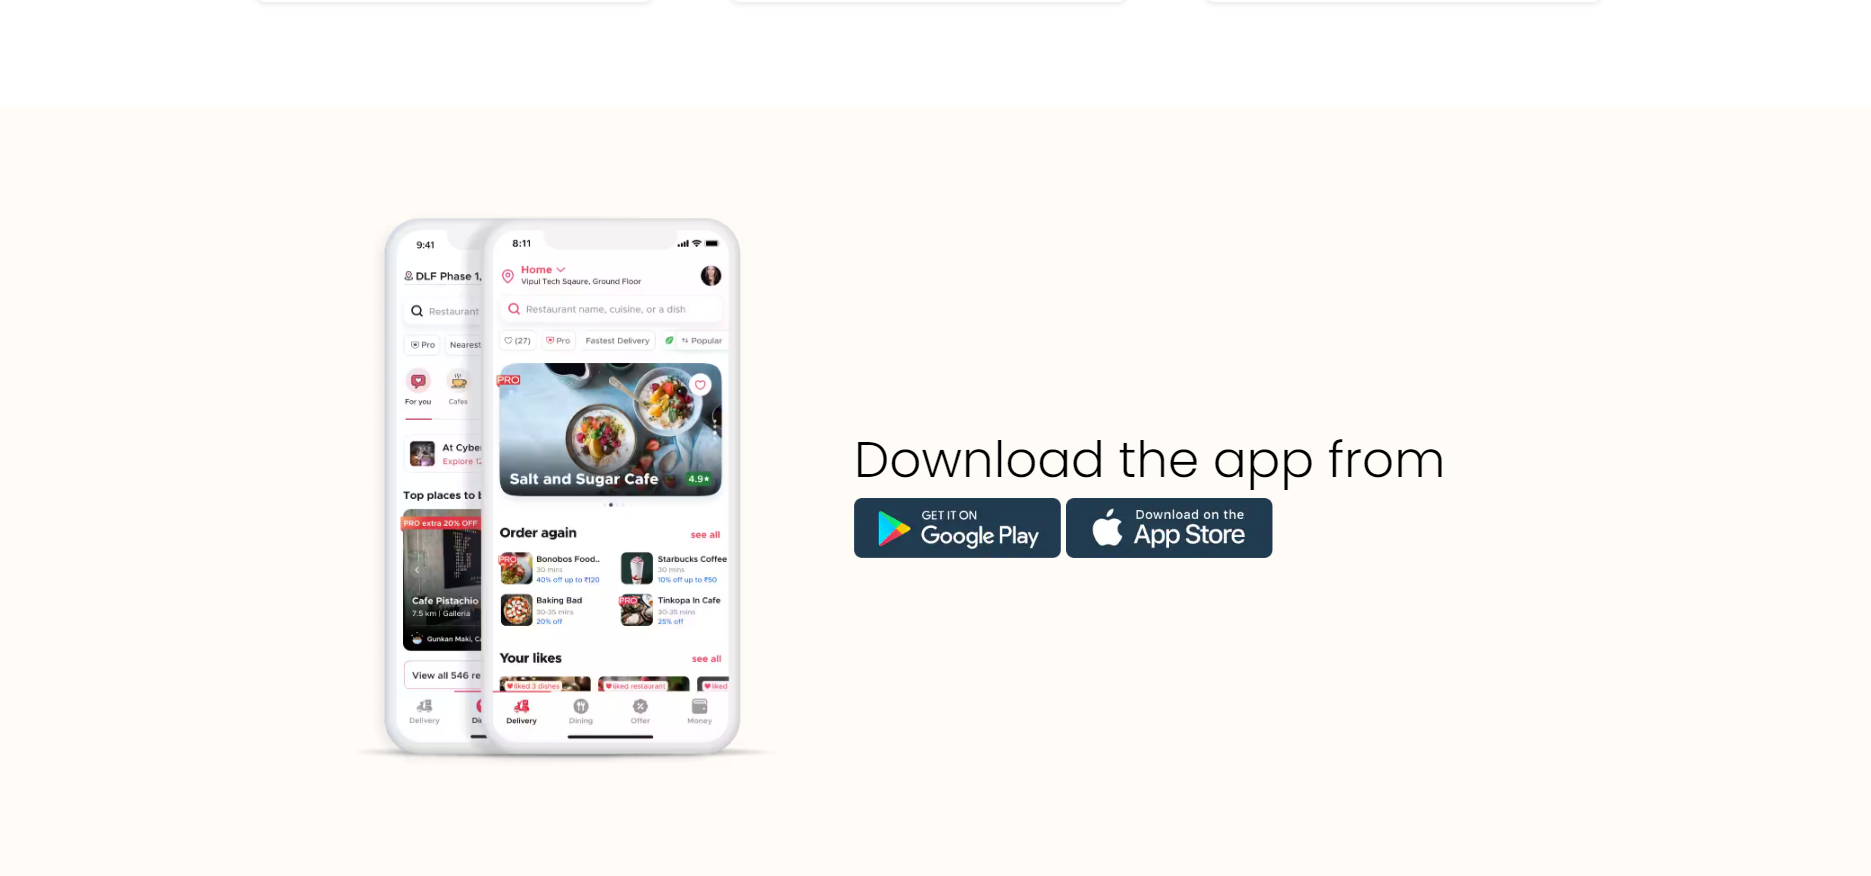 9:41
DLF Phase 1,
Restaurant
Pro
Nearest
For you
Cafes
At Cyber
Explore 12
Top places to b
PRO extra 20% OFF
Cafe Pistachio
7.5 km | Galleria
Gunkan Maki, Ca
View all 546 re
Delivery
Din
8:11
Home
Vipul Tech Sqaure, Ground Floor
Restaurant name, cuisine, or a dish
(27)
Pro
Fastest Delivery
Popular
PRO
Salt and Sugar Cafe
4.9★
Order again
see all
PRO
Bonobos Food..
30 mins
40% off up to ₹120
Starbucks Coffee
30 mins
10% off up to ₹50
Baking Bad
30-35 mins
20% off
PRO
Tinkopa In Cafe
30-35 mins
25% off
Your likes
see all
liked 3 dishes
liked restaurant
liked
Delivery
Dining
Offer
Money
Download the app from
GET IT ON
Google Play
Download on the
App Store